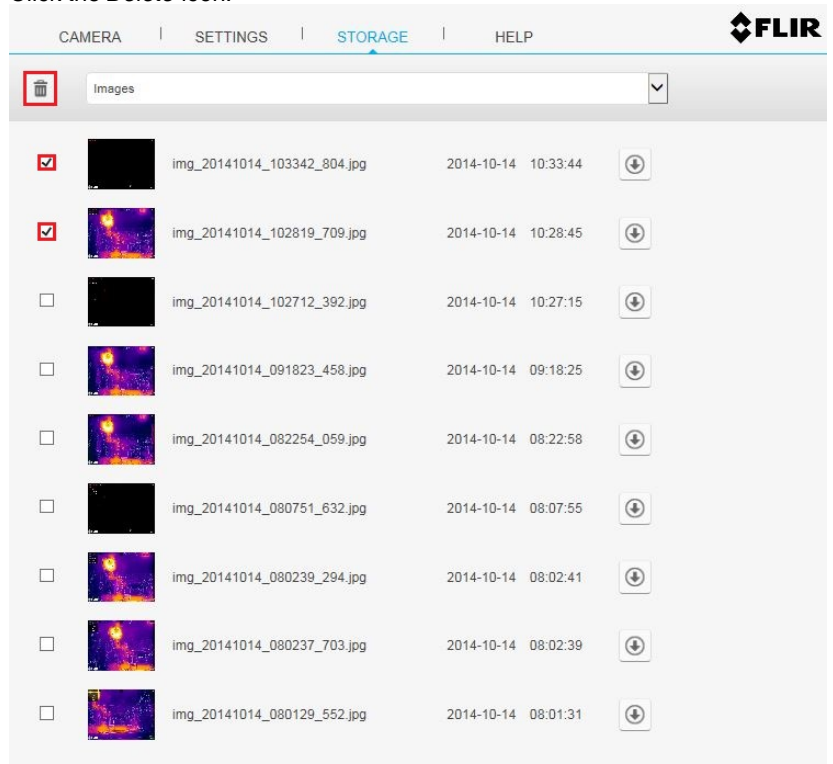 Click the Delete icon.
CAMERA | SETTINGS | STORAGE | HELP
FLIR
Images
img_20141014_103342_804.jpg 2014-10-14 10:33:44
img_20141014_102819_709.jpg 2014-10-14 10:28:45
img_20141014_102712_392.jpg 2014-10-14 10:27:15
img_20141014_091823_458.jpg 2014-10-14 09:18:25
img_20141014_082254_059.jpg 2014-10-14 08:22:58
img_20141014_080751_632.jpg 2014-10-14 08:07:55
img_20141014_080239_294.jpg 2014-10-14 08:02:41
img_20141014_080237_703.jpg 2014-10-14 08:02:39
img_20141014_080129_552.jpg 2014-10-14 08:01:31